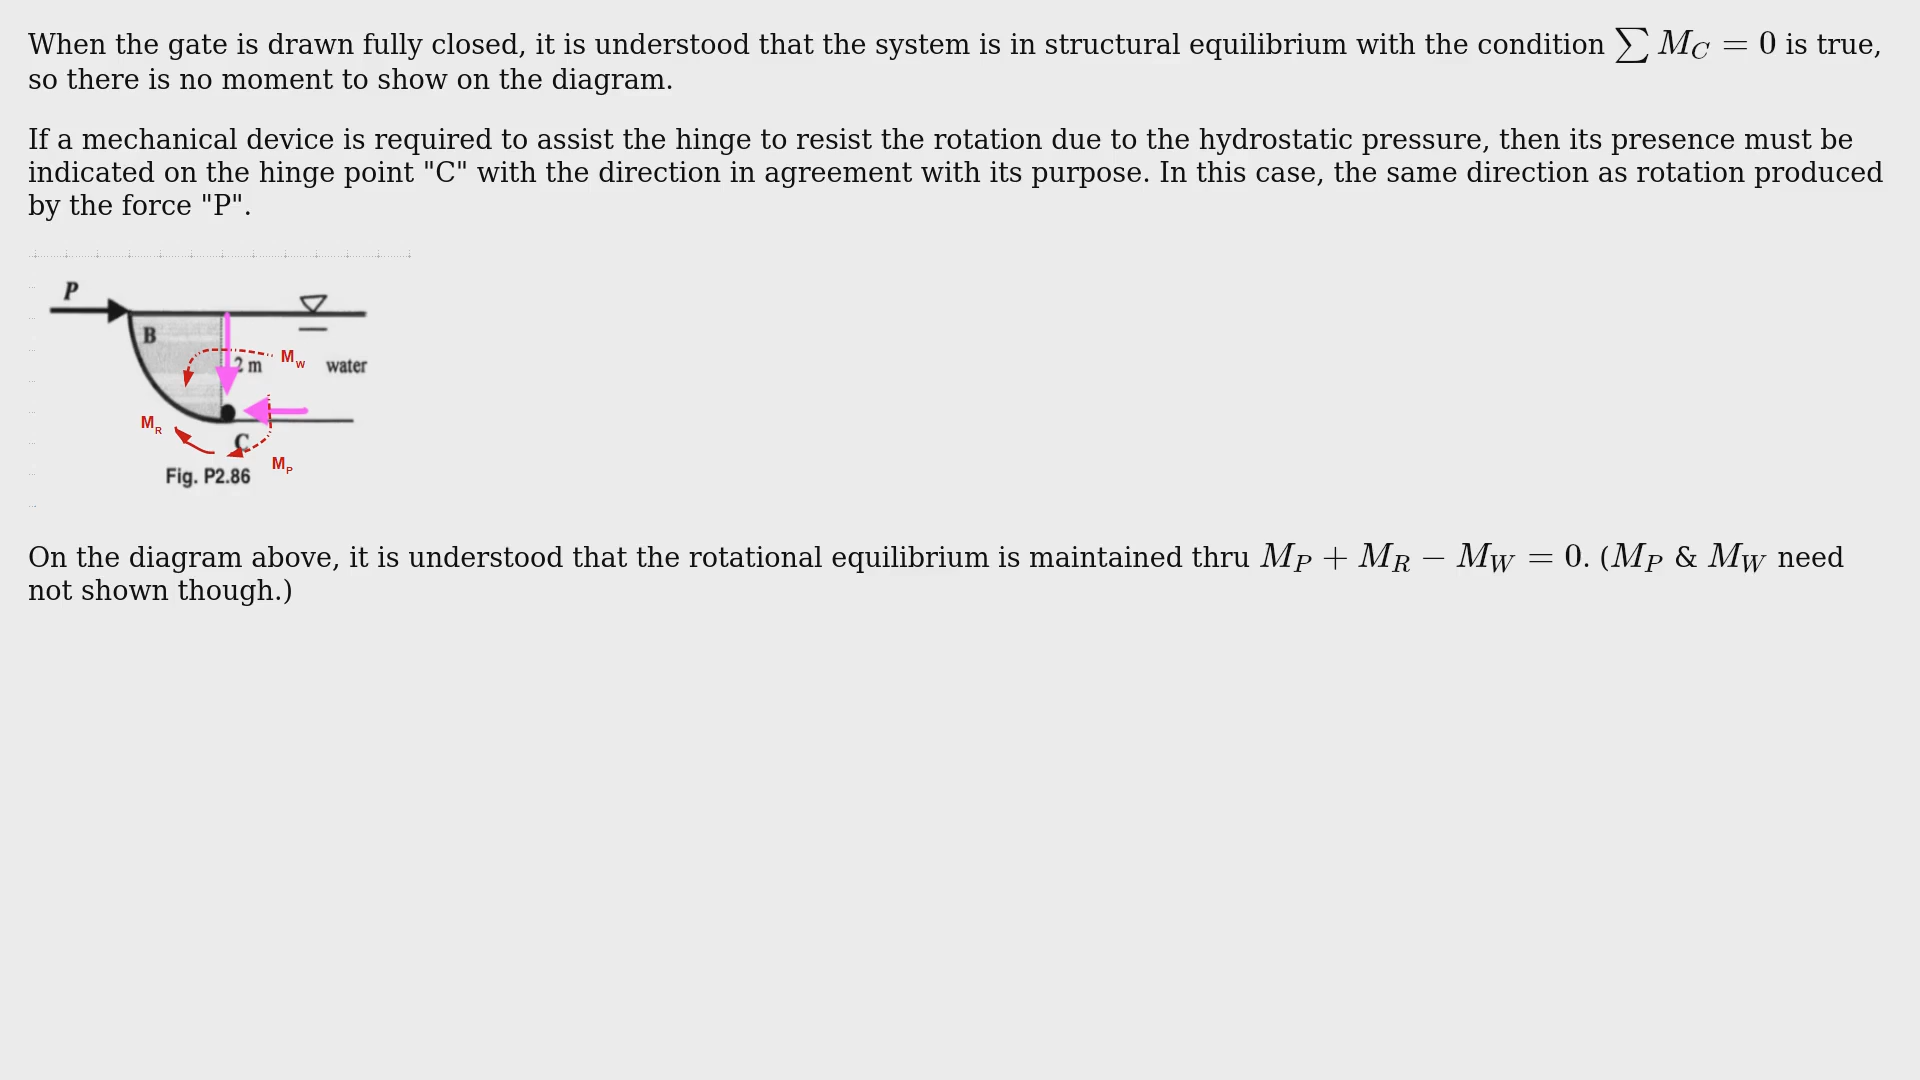 When the gate is drawn fully closed, it is understood that the system is in structural equilibrium with the condition $\sum M_C = 0$ is true,
so there is no moment to show on the diagram.
If a mechanical device is required to assist the hinge to resist the rotation due to the hydrostatic pressure, then its presence must be
indicated on the hinge point "C" with the direction in agreement with its purpose. In this case, the same direction as rotation produced
by the force "P".
P
B
M_W
2 m
water
M_R
C
M_P
Fig. P2.86
On the diagram above, it is understood that the rotational equilibrium is maintained thru $M_P + M_R - M_W = 0$. ($M_P$ & $M_W$ need
not shown though.)